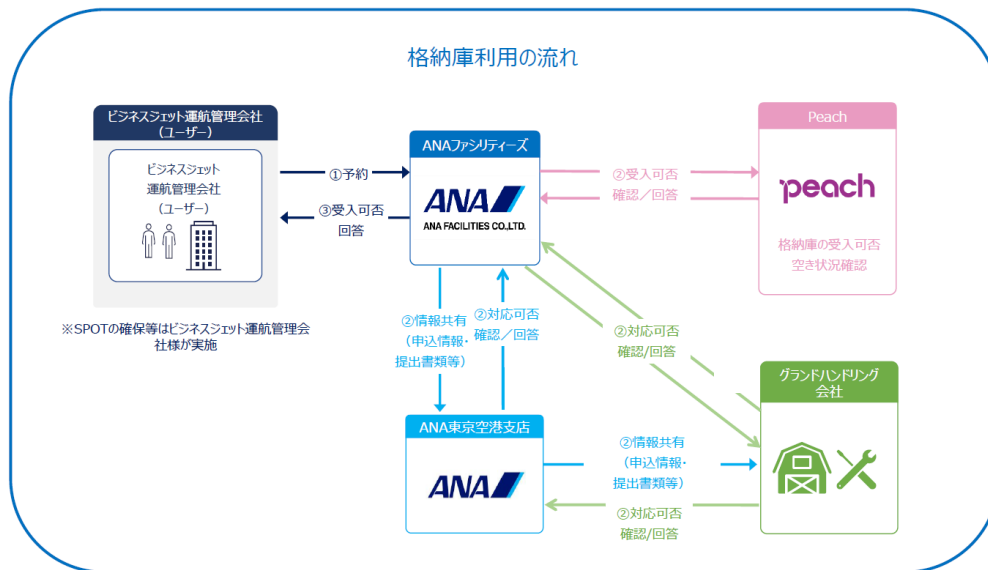 格納庫利用の流れ
ビジネスジェット運航管理会社
（ユーザー）
ビジネスジェット
運航管理会社
（ユーザー）
※SPOTの確保等はビジネスジェット運航管理会
社様が実施
①予約
③受入可否
回答
ANAファシリティーズ
ANA
ANA FACILITIES CO.,LTD.
②受入可否
確認／回答
Peach
peach
格納庫の受入可否
空き状況確認
②情報共有
（申込情報・
提出書類等）
②対応可否
確認／回答
②対応可否
確認/回答
ANA東京空港支店
ANA
②情報共有
（申込情報・
提出書類等）
②対応可否
確認/回答
グランドハンドリング
会社